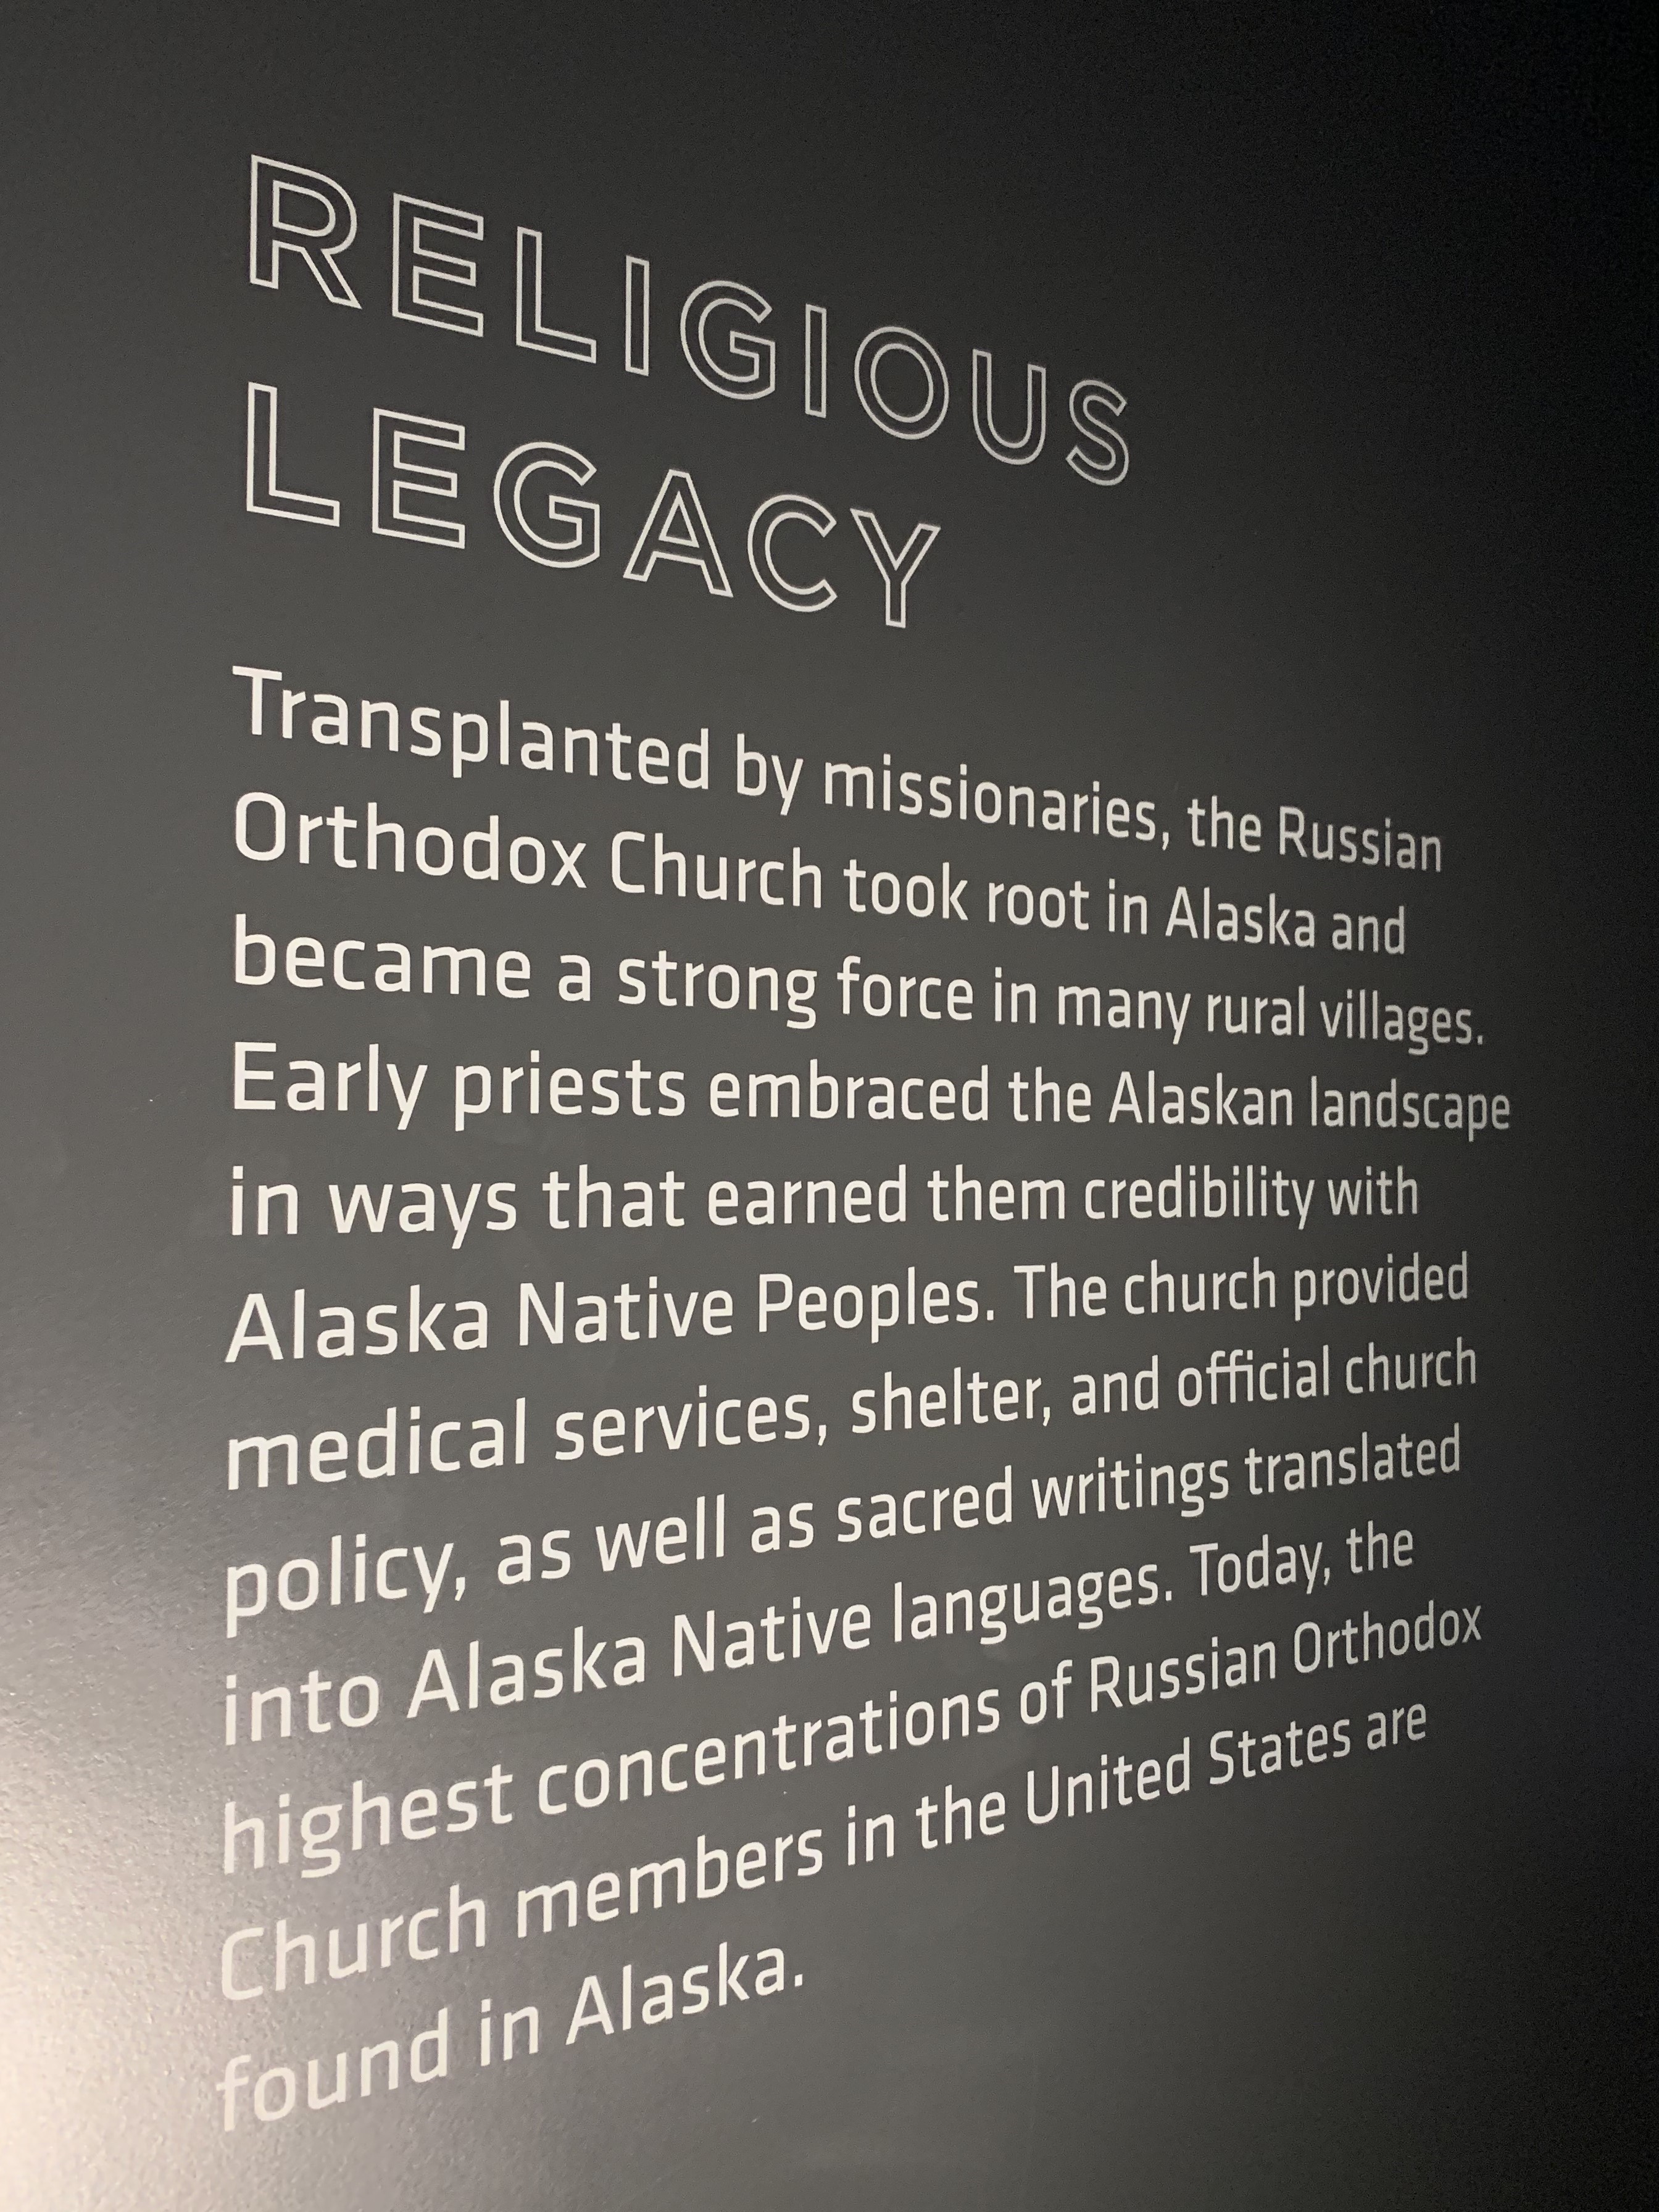 RELIGIOUS
LEGACY
Transplanted by missionaries, the Russian
Orthodox Church took root in Alaska and
became a strong force in many rural villages.
Early priests embraced the Alaskan landscape
in ways that earned them credibility with
Alaska Native Peoples. The church provided
medical services, shelter, and official church
policy, as well as sacred writings translated
into Alaska Native languages. Today, the
highest concentrations of Russian Orthodox
Church members in the United States are
found in Alaska.